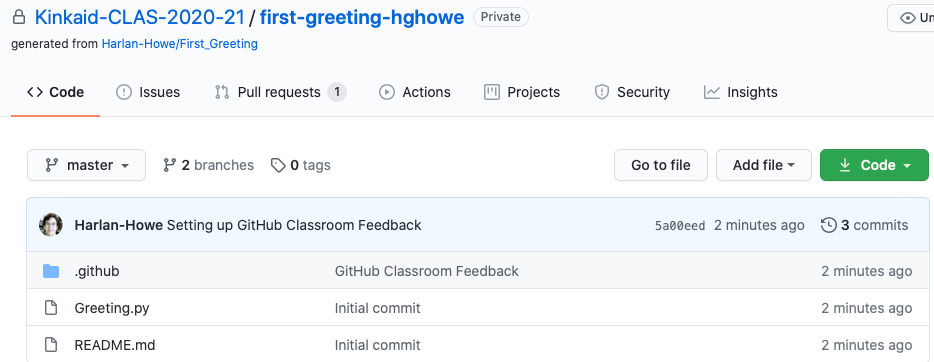 Kinkaid-CLAS-2020-21 / first-greeting-hghowe Private Un
generated from Harlan-Howe/First_Greeting
Code Issues Pull requests 1 Actions Projects Security Insights
master 2 branches 0 tags Go to file Add file Code
Harlan-Howe Setting up GitHub Classroom Feedback 5a00eed 2 minutes ago 3 commits
.github GitHub Classroom Feedback 2 minutes ago
Greeting.py Initial commit 2 minutes ago
README.md Initial commit 2 minutes ago